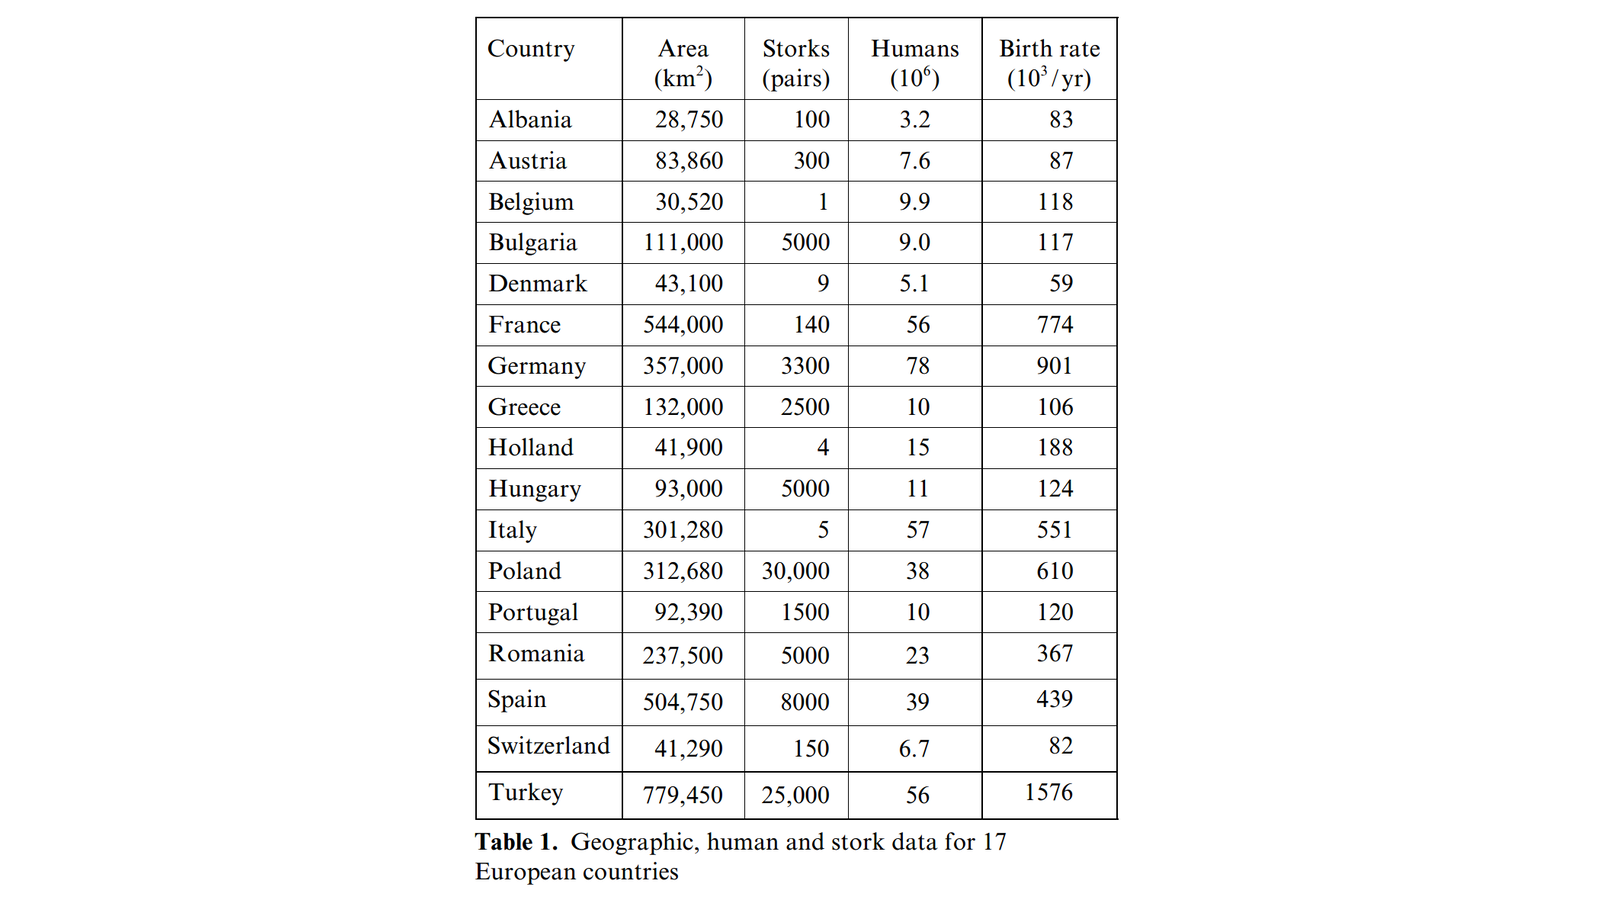 Country Area Storks Humans Birth rate
(km²) (pairs) (10⁶) (10³/yr)
Albania 28,750 100 3.2 83
Austria 83,860 300 7.6 87
Belgium 30,520 1 9.9 118
Bulgaria 111,000 5000 9.0 117
Denmark 43,100 9 5.1 59
France 544,000 140 56 774
Germany 357,000 3300 78 901
Greece 132,000 2500 10 106
Holland 41,900 4 15 188
Hungary 93,000 5000 11 124
Italy 301,280 5 57 551
Poland 312,680 30,000 38 610
Portugal 92,390 1500 10 120
Romania 237,500 5000 23 367
Spain 504,750 8000 39 439
Switzerland 41,290 150 6.7 82
Turkey 779,450 25,000 56 1576
Table 1. Geographic, human and stork data for 17
European countries